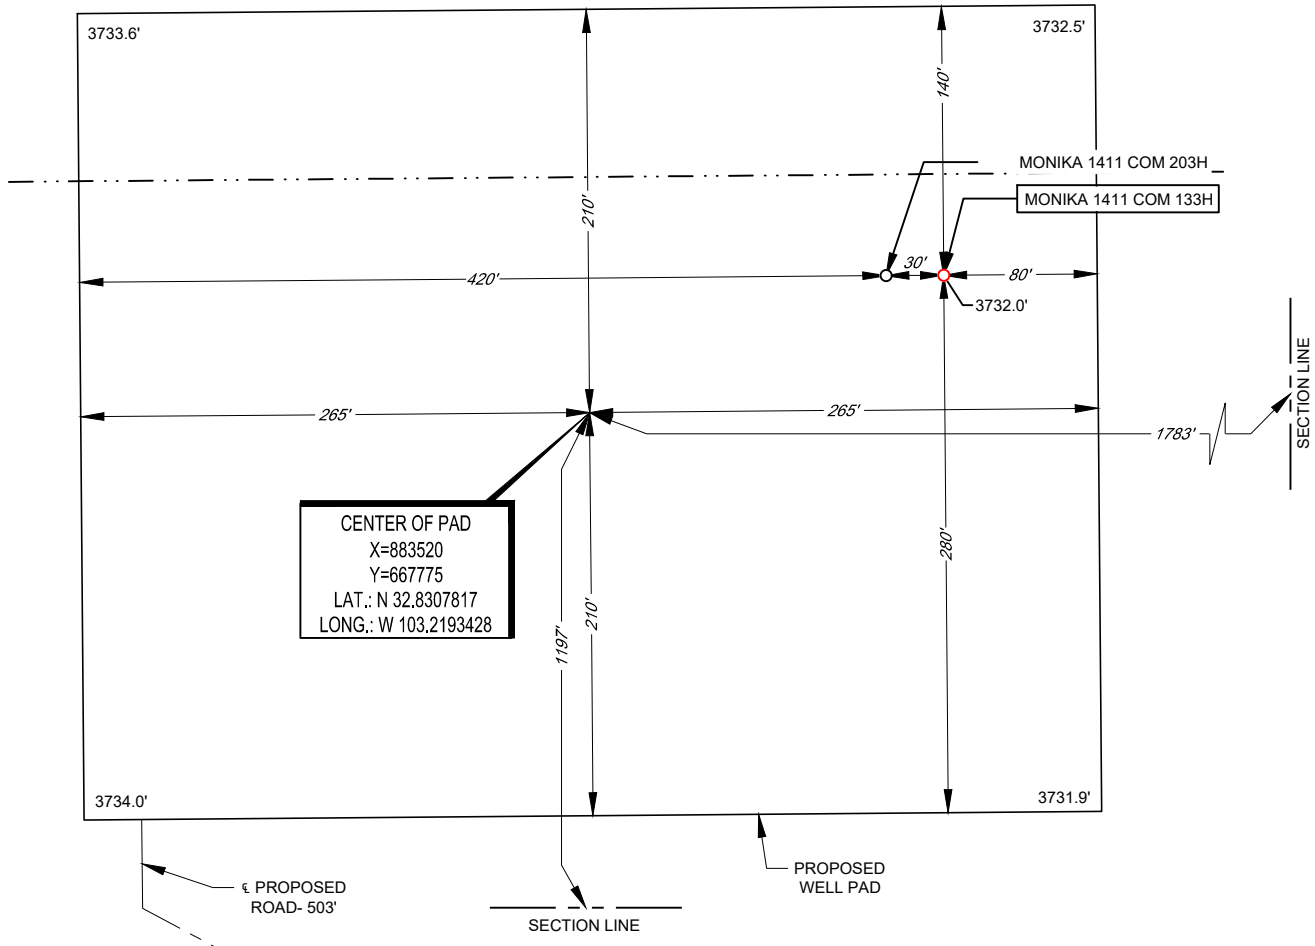 3733.6'
3732.5'
140'
MONIKA 1411 COM 203H
MONIKA 1411 COM 133H
210'
420'
30'
80'
3732.0'
SECTION LINE
265'
265'
1783'
CENTER OF PAD
X=883520
Y=667775
LAT.: N 32.8307817
LONG.: W 103.2193428
280'
210'
1197'
3734.0'
3731.9'
℄ PROPOSED
ROAD- 503'
PROPOSED
WELL PAD
SECTION LINE